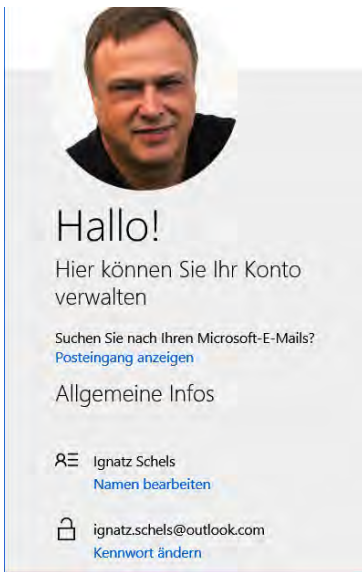 Hallo!
Hier können Sie Ihr Konto
verwalten
Suchen Sie nach Ihren Microsoft-E-Mails?
Posteingang anzeigen
Allgemeine Infos
Ignatz Schels
Namen bearbeiten
ignatz.schels@outlook.com
Kennwort ändern